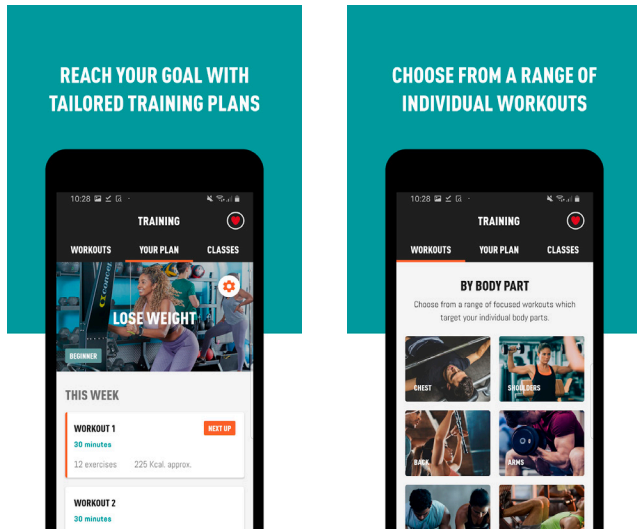 REACH YOUR GOAL WITH
TAILORED TRAINING PLANS
10:28
TRAINING
WORKOUTS YOUR PLAN CLASSES
concept
LOSE WEIGHT
BEGINNER
THIS WEEK
WORKOUT 1 NEXT UP
30 minutes
12 exercises 225 Kcal. approx.
WORKOUT 2
30 minutes
CHOOSE FROM A RANGE OF
INDIVIDUAL WORKOUTS
10:28
TRAINING
WORKOUTS YOUR PLAN CLASSES
BY BODY PART
Choose from a range of focused workouts which
target your individual body parts.
CHEST SHOULDERS
BACK ARMS